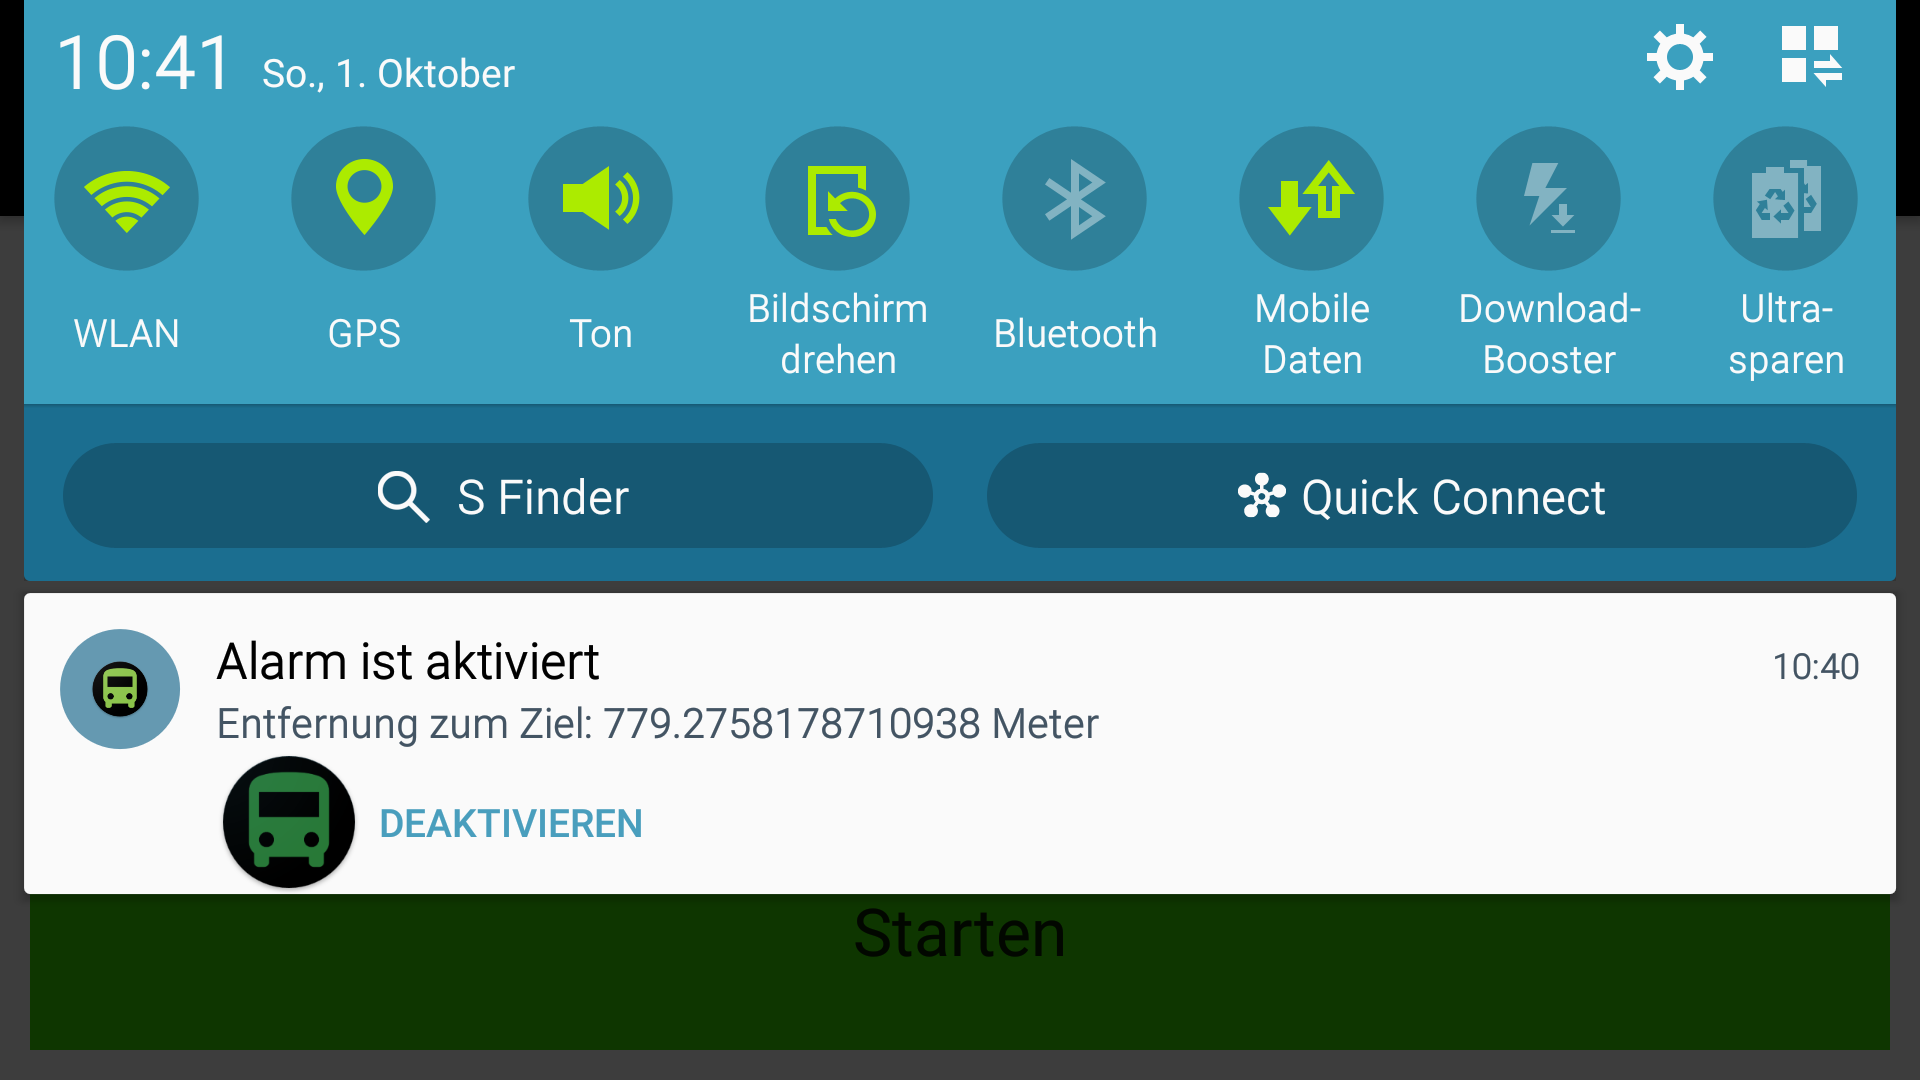 10:41 So., 1. Oktober
WLAN
GPS
Ton
Bildschirm
drehen
Bluetooth
Mobile
Daten
Download-
Booster
Ultra-
sparen
S Finder
Quick Connect
Alarm ist aktiviert
10:40
Entfernung zum Ziel: 779.2758178710938 Meter
DEAKTIVIEREN
Starten